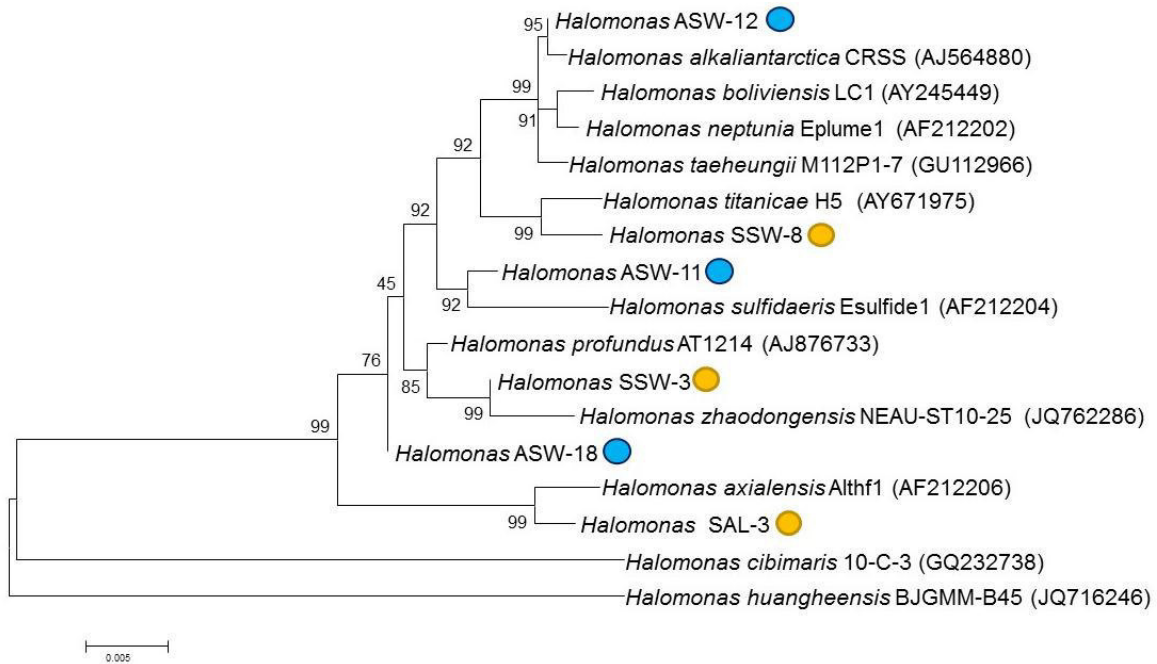 95 Halomonas ASW-12
Halomonas alkaliantarctica CRSS (AJ564880)
99
Halomonas boliviensis LC1 (AY245449)
91
Halomonas neptunia Eplume1 (AF212202)
92
Halomonas taeheungii M112P1-7 (GU112966)
Halomonas titanicae H5 (AY671975)
92
99 Halomonas SSW-8
Halomonas ASW-11
45
92 Halomonas sulfidaeris Esulfide1 (AF212204)
Halomonas profundus AT1214 (AJ876733)
76
85 Halomonas SSW-3
99 Halomonas zhaodongensis NEAU-ST10-25 (JQ762286)
99
Halomonas ASW-18
Halomonas axialensis Althf1 (AF212206)
99 Halomonas SAL-3
Halomonas cibimaris 10-C-3 (GQ232738)
Halomonas huangheensis BJGMM-B45 (JQ716246)
0.005